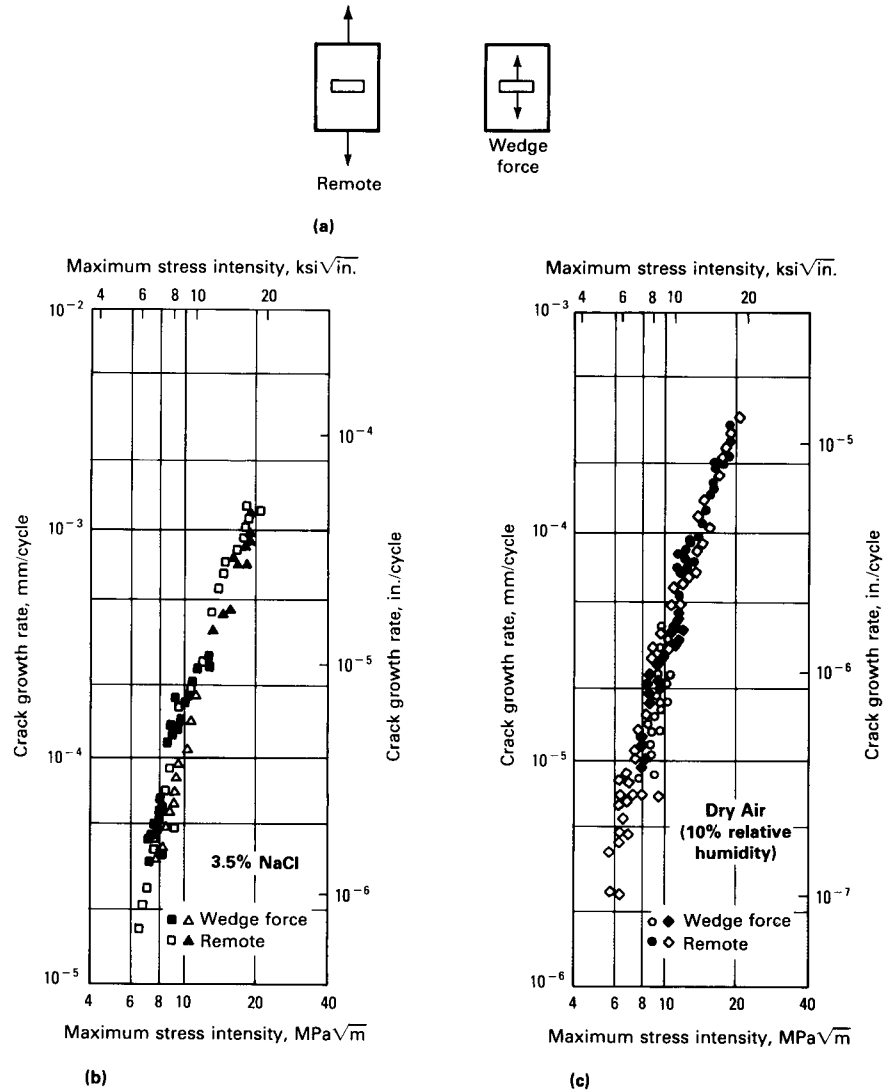 Remote
Wedge
force
(a)
Maximum stress intensity, ksi√in.
4 6 8 10 20
10⁻²
10⁻³
10⁻⁴
10⁻⁵
Crack growth rate, mm/cycle
10⁻⁴
10⁻⁵
10⁻⁶
Crack growth rate, in./cycle
3.5% NaCl
■ △ Wedge force
□ ▲ Remote
4 6 8 10 20 40
Maximum stress intensity, MPa√m
(b)
Maximum stress intensity, ksi√in.
4 6 8 10 20
10⁻³
10⁻⁴
10⁻⁵
10⁻⁶
Crack growth rate, mm/cycle
10⁻⁵
10⁻⁶
10⁻⁷
Crack growth rate, in./cycle
Dry Air
(10% relative
humidity)
○ ◆ Wedge force
● ◇ Remote
4 6 8 10 20 40
Maximum stress intensity, MPa√m
(c)